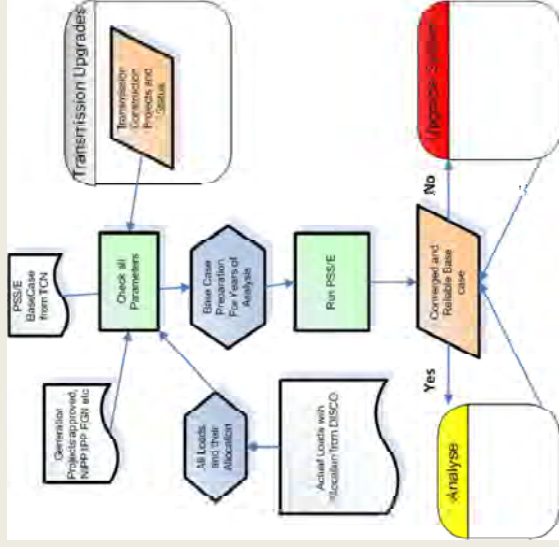 Transmission Upgrades
Transmission
Construction
Projects and
Status
PSS/E
BaseCase
from TCN
Generation
Projects approved,
NIPP IPP FGN etc
Check all
Parameters
All Loads
and their
Allocation
Base Case
Preparation
For Years of
Analysis
Actual Loads with
from DISCO
Run PSS/E
Converged and
Reliable Base
case
Yes
No
Analyse